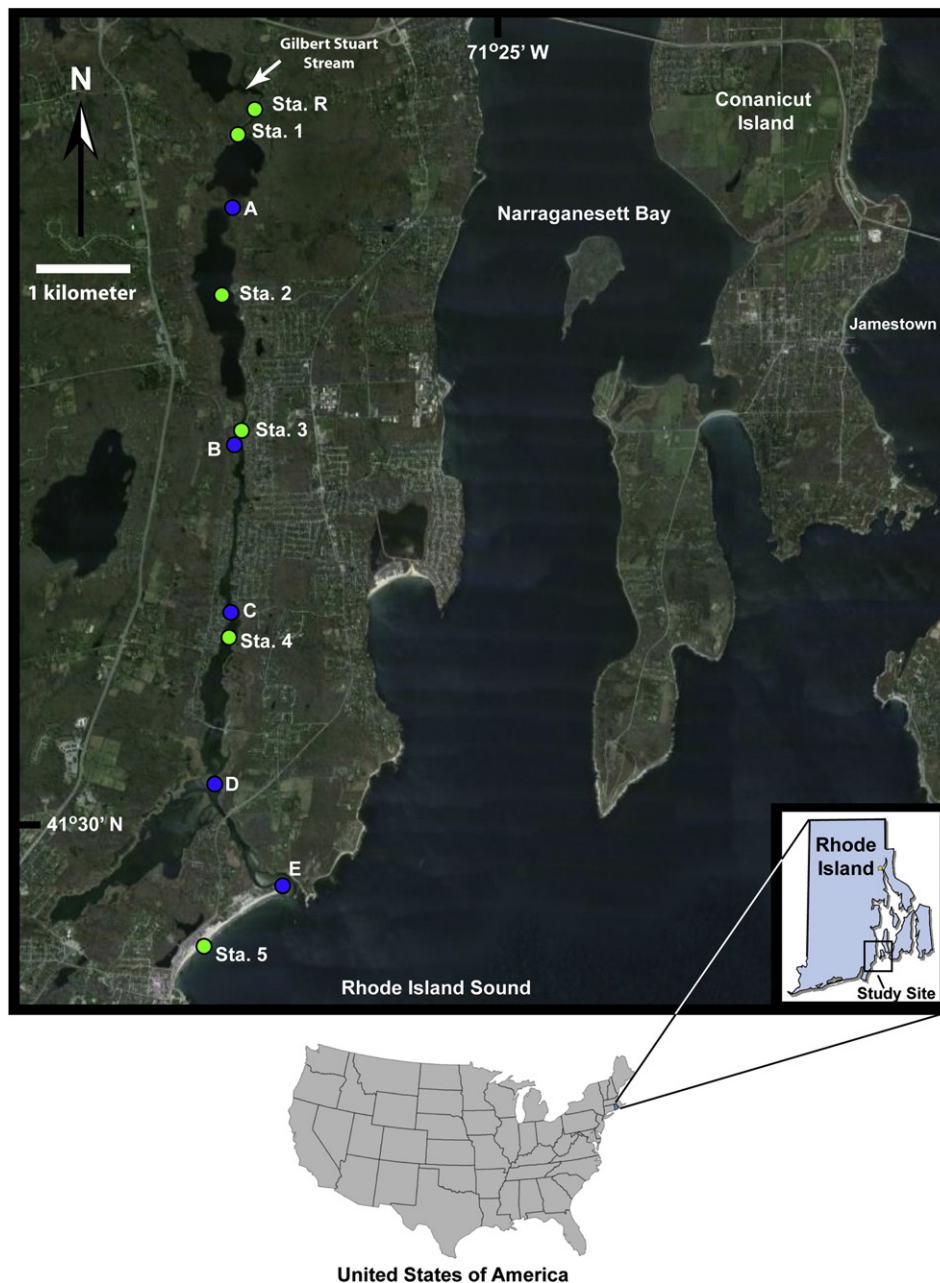 71°25' W
Gilbert Stuart
Stream
N
Sta. R
Sta. 1
Conanicut
Island
A
Narraganesett Bay
1 kilometer
Sta. 2
Jamestown
Sta. 3
B
C
Sta. 4
D
41°30' N
E
Rhode
Island
Sta. 5
Rhode Island Sound
Study Site
United States of America